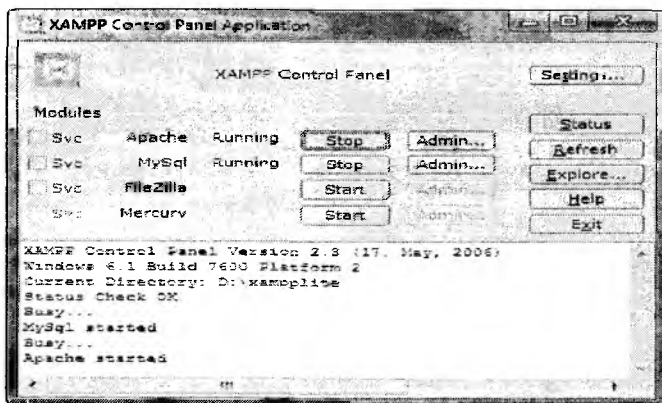 XAMPP Control Panel Application
XAMPP Control Panel
Setting...
Modules
Svc Apache Running Stop Admin...
Svc MySql Running Stop Admin...
Svc FileZilla Start Admin...
Svc Mercury Start Admin...
Status
Refresh
Explore...
Help
Exit
XAMPP Control Panel Version 2.3 (17. May, 2006)
Windows 6.1 Build 7600 Platform 2
Current Directory: D:\xampplite
Status Check OK
Busy...
MySql started
Busy...
Apache started